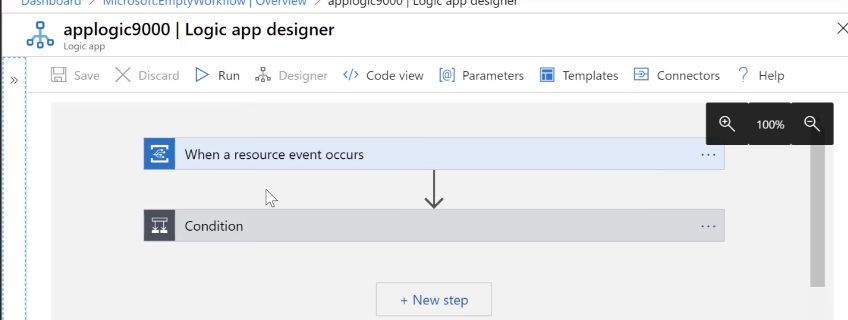 Dashboard > Microsoft.EmptyWorkflow | Overview > applogic9000 | Logic app designer
applogic9000 | Logic app designer
Logic app
Save Discard Run Designer Code view Parameters Templates Connectors ? Help
100%
When a resource event occurs
Condition
+ New step